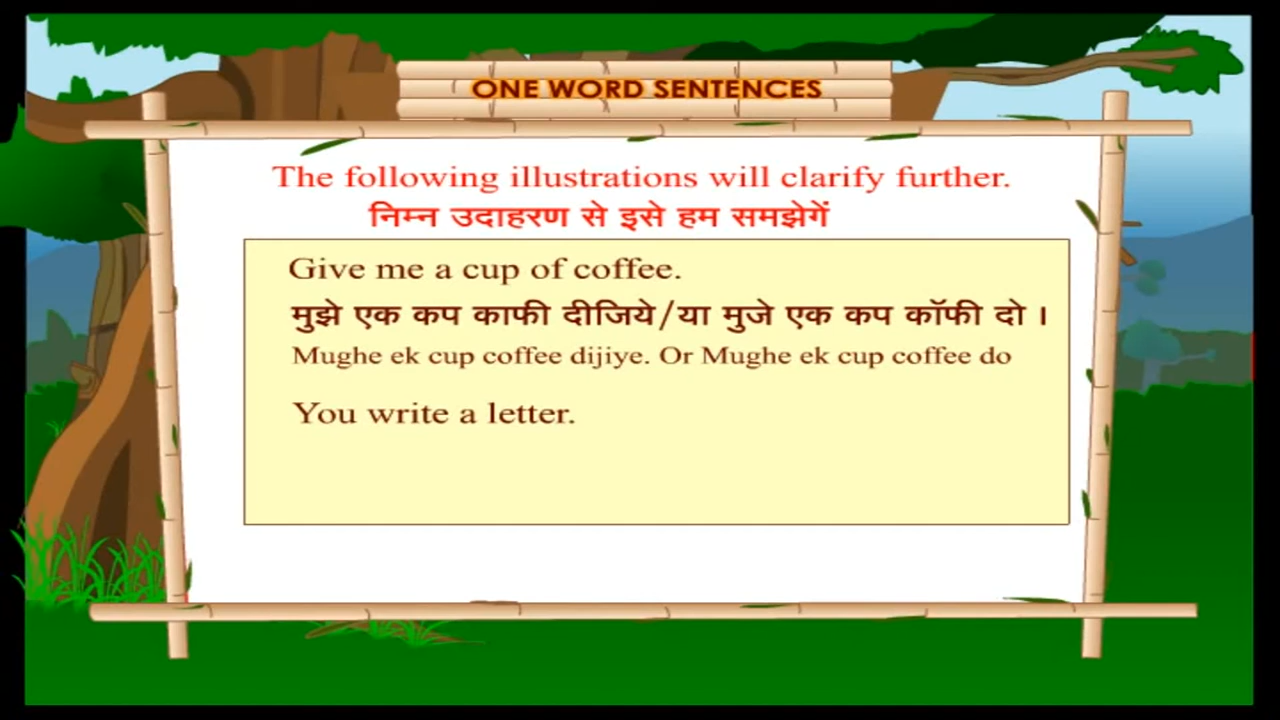 ONE WORD SENTENCES
The following illustrations will clarify further.
निम्न उदाहरण से इसे हम समझेगें
Give me a cup of coffee.
मुझे एक कप काफी दीजिये/या मुजे एक कप कॉफी दो ।
Mughe ek cup coffee dijiye. Or Mughe ek cup coffee do
You write a letter.